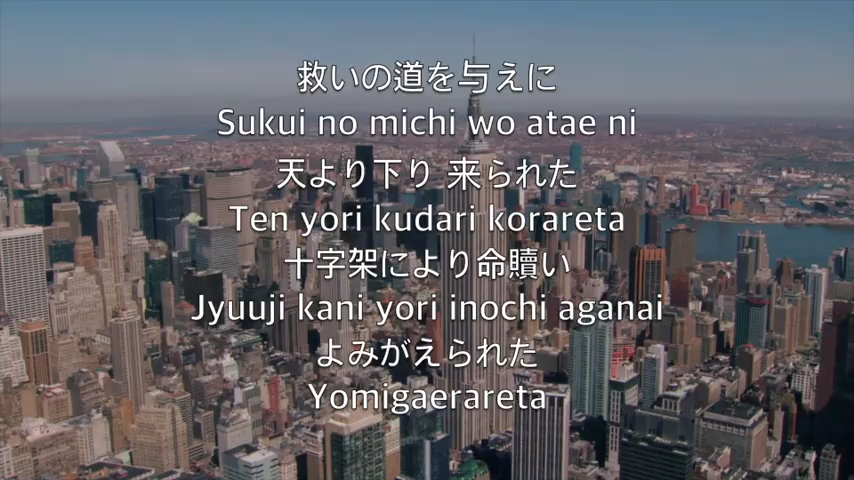 救いの道を与えに
Sukui no michi wo atae ni
天より下り 来られた
Ten yori kudari korareta
十字架により命贖い
Jyuuji kani yori inochi aganai
よみがえられた
Yomigaerareta